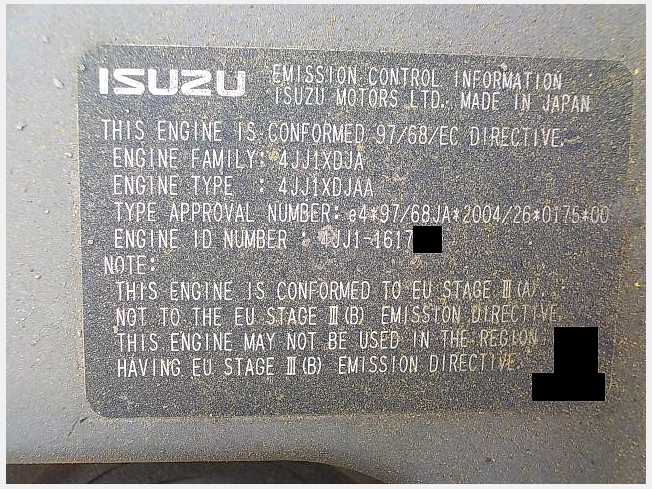 ISUZU
EMISSION CONTROL INFORMATION
ISUZU MOTORS LTD. MADE IN JAPAN
THIS ENGINE IS CONFORMED 97/68/EC DIRECTIVE.
ENGINE FAMILY: 4JJ1XDJA
ENGINE TYPE : 4JJ1XDJAA
TYPE APPROVAL NUMBER: e4*97/68JA*2004/26*0175*00
ENGINE ID NUMBER : 4JJ1-1617
NOTE:
THIS ENGINE IS CONFORMED TO EU STAGE Ⅲ(A),
NOT TO THE EU STAGE Ⅲ(B) EMISSION DIRECTIVE.
THIS ENGINE MAY NOT BE USED IN THE REGION
HAVING EU STAGE Ⅲ(B) EMISSION DIRECTIVE.